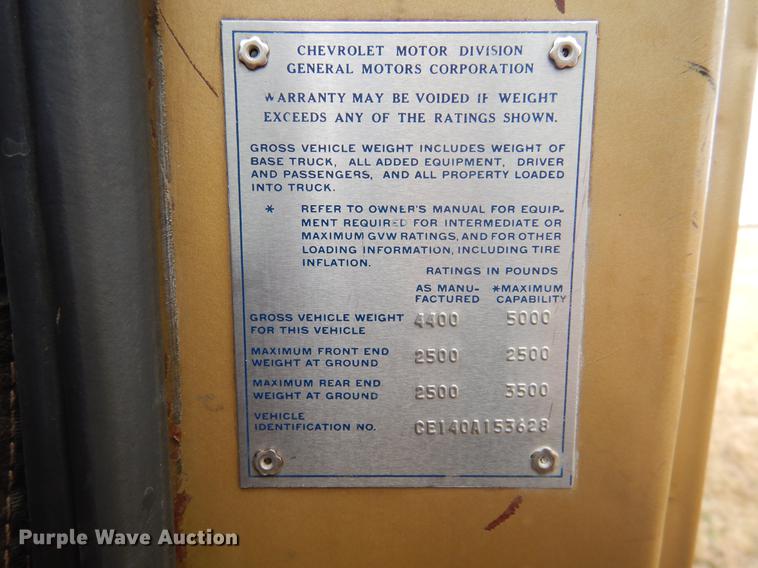 CHEVROLET MOTOR DIVISION
GENERAL MOTORS CORPORATION
WARRANTY MAY BE VOIDED IF WEIGHT
EXCEEDS ANY OF THE RATINGS SHOWN.
GROSS VEHICLE WEIGHT INCLUDES WEIGHT OF
BASE TRUCK, ALL ADDED EQUIPMENT, DRIVER
AND PASSENGERS, AND ALL PROPERTY LOADED
INTO TRUCK.
* REFER TO OWNER'S MANUAL FOR EQUIP-
MENT REQUIRED FOR INTERMEDIATE OR
MAXIMUM GVW RATINGS, AND FOR OTHER
LOADING INFORMATION, INCLUDING TIRE
INFLATION.
RATINGS IN POUNDS
AS MANU- *MAXIMUM
FACTURED CAPABILITY
GROSS VEHICLE WEIGHT 4400 5000
FOR THIS VEHICLE
MAXIMUM FRONT END 2500 2500
WEIGHT AT GROUND
MAXIMUM REAR END 2500 3500
WEIGHT AT GROUND
VEHICLE
IDENTIFICATION NO. CE140A153628
Purple Wave Auction